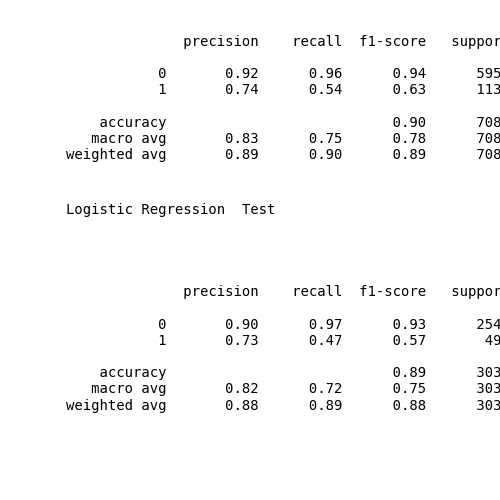 precision    recall  f1-score   suppor
0       0.92      0.96      0.94      595
1       0.74      0.54      0.63      113
accuracy                           0.90      708
macro avg       0.83      0.75      0.78      708
weighted avg       0.89      0.90      0.89      708
Logistic Regression  Test
precision    recall  f1-score   suppor
0       0.90      0.97      0.93      254
1       0.73      0.47      0.57       49
accuracy                           0.89      303
macro avg       0.82      0.72      0.75      303
weighted avg       0.88      0.89      0.88      303